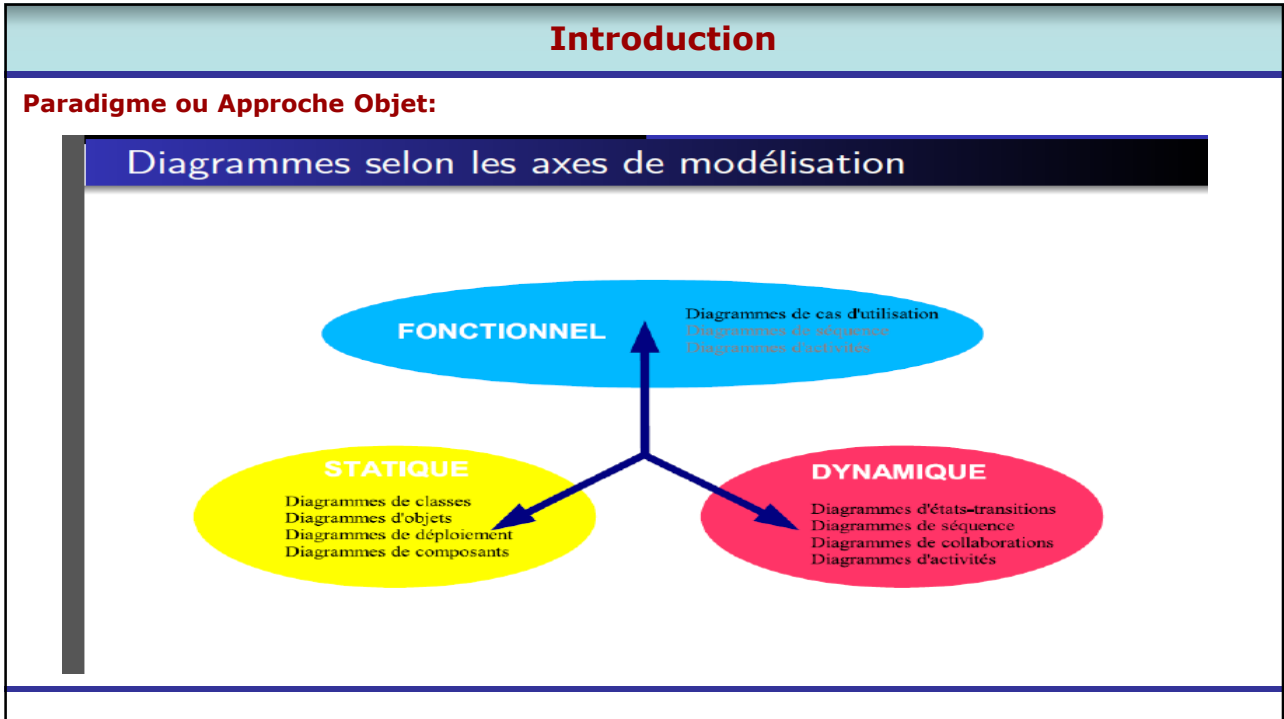 Introduction
Paradigme ou Approche Objet:
Diagrammes selon les axes de modélisation
FONCTIONNEL
Diagrammes de cas d'utilisation
Diagrammes de séquence
Diagrammes d'activités
STATIQUE
Diagrammes de classes
Diagrammes d'objets
Diagrammes de déploiement
Diagrammes de composants
DYNAMIQUE
Diagrammes d'états-transitions
Diagrammes de séquence
Diagrammes de collaborations
Diagrammes d'activités